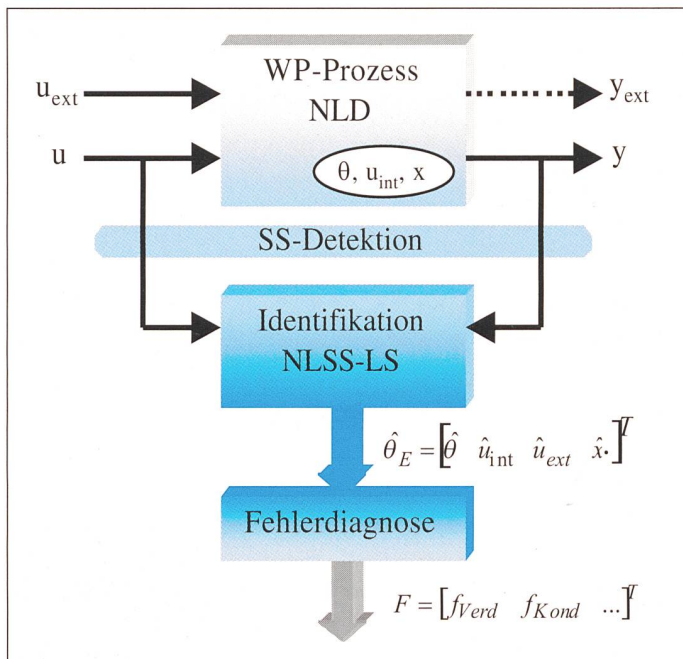 WP-Prozess
NLD
u_ext
y_ext
u
y
θ, u_int, x
SS-Detektion
Identifikation
NLSS-LS
θ̂_E = [θ̂ û_int û_ext x̂.]^T
Fehlerdiagnose
F = [f_Verd f_Kond ...]^T